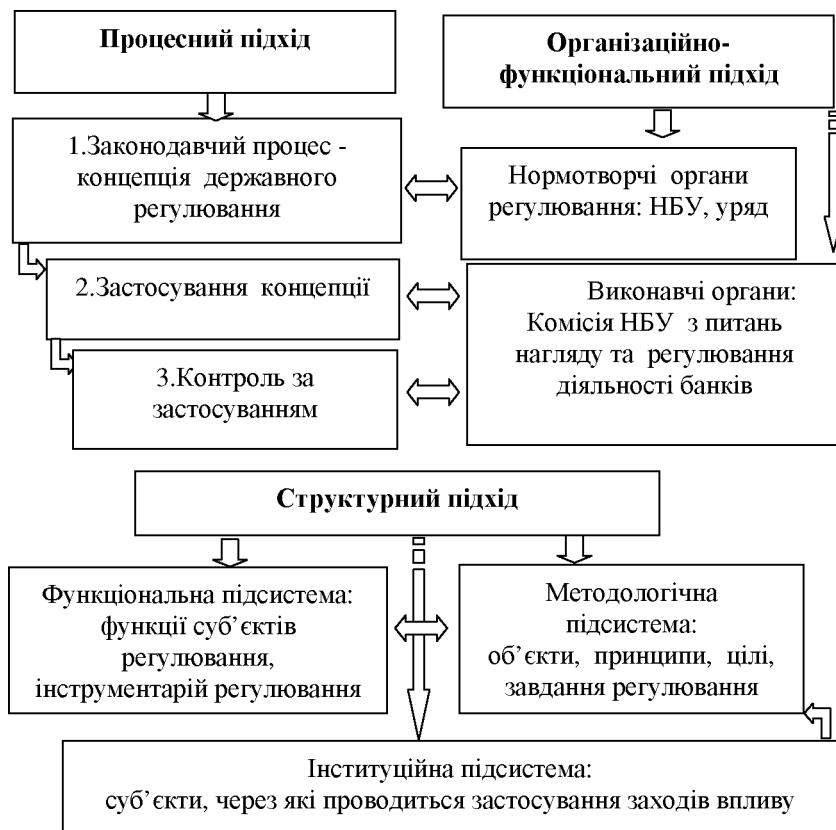 Процесний підхід
Організаційно-
функціональний підхід
1.Законодавчий процес -
концепція державного
регулювання
Нормотворчі органи
регулювання: НБУ, уряд
2.Застосування концепції
Виконавчі органи:
Комісія НБУ з питань
нагляду та регулювання
діяльності банків
3.Контроль за
застосуванням
Структурний підхід
Функціональна підсистема:
функції суб’єктів
регулювання,
інструментарій регулювання
Методологічна
підсистема:
об’єкти, принципи, цілі,
завдання регулювання
Інституційна підсистема:
суб’єкти, через які проводиться застосування заходів впливу